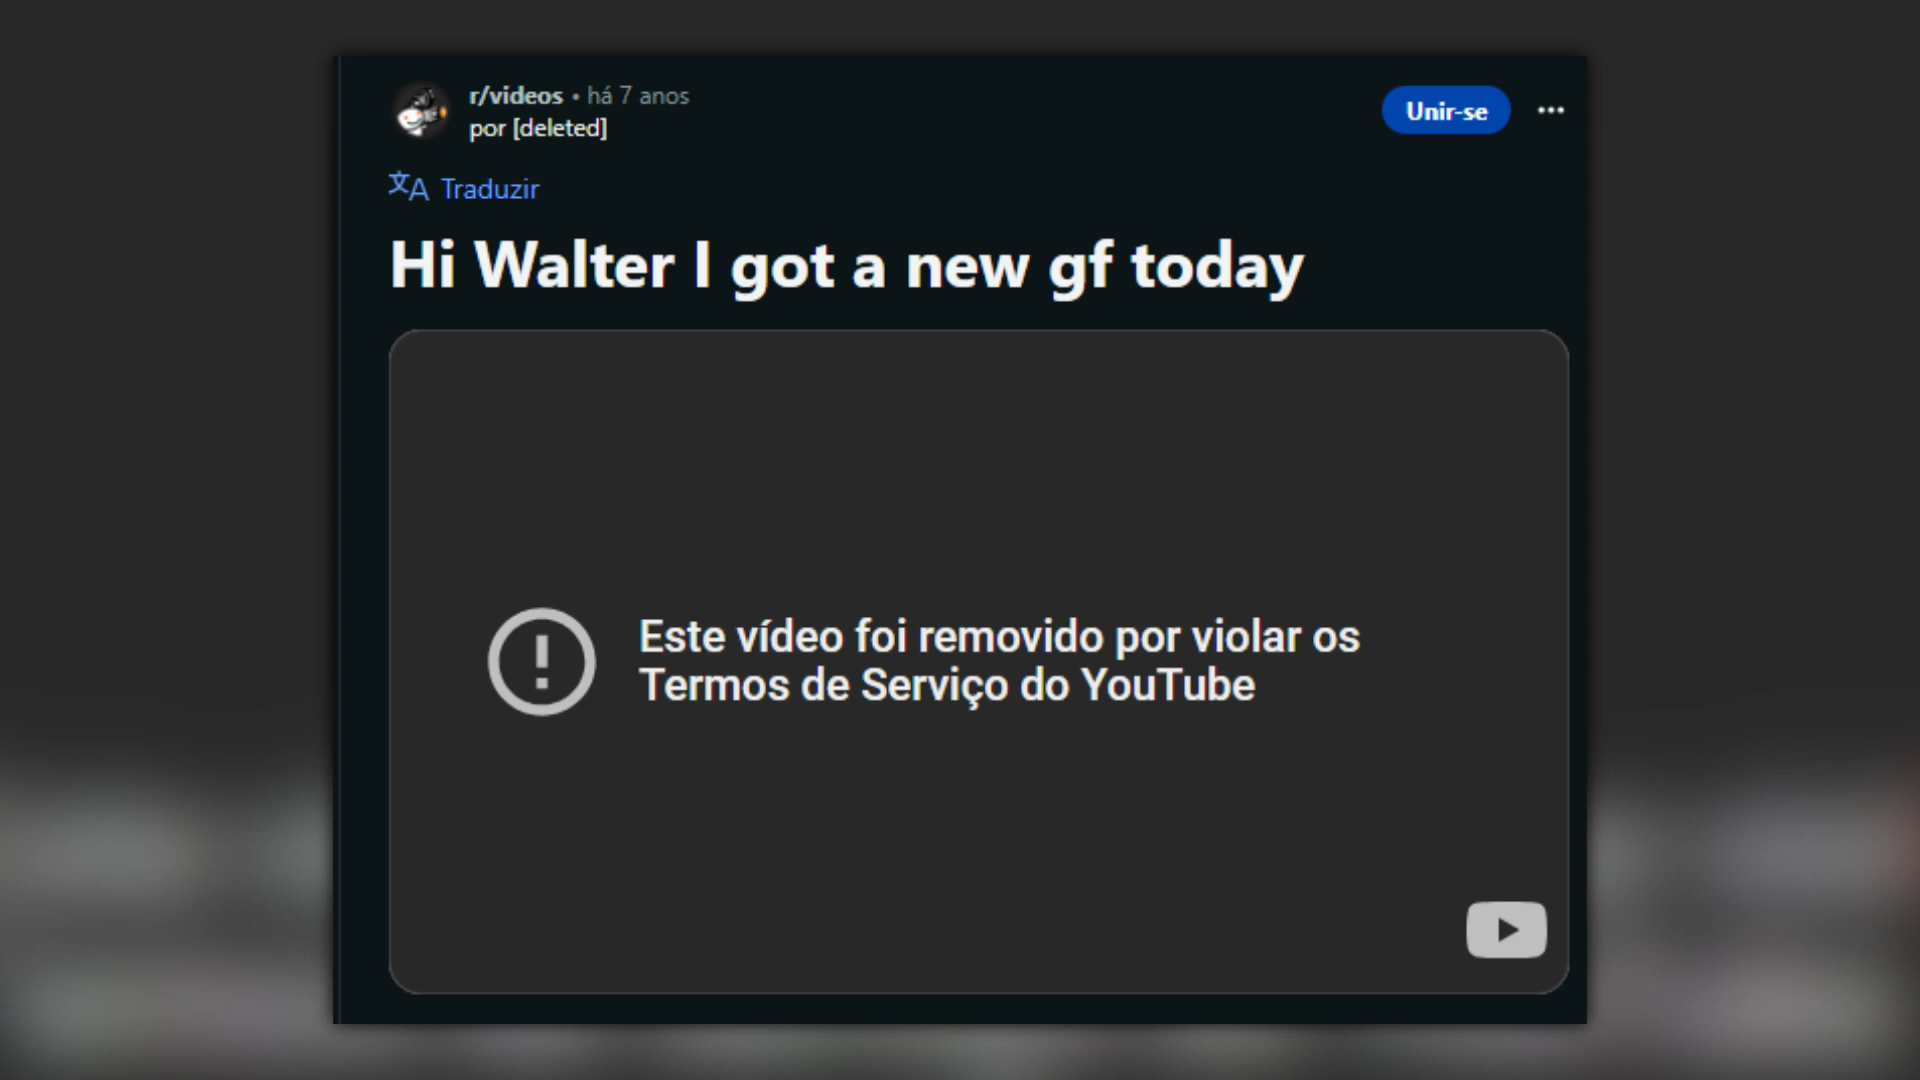 r/videos • há 7 anos
por [deleted]
Unir-se
Traduzir
Hi Walter I got a new gf today
Este vídeo foi removido por violar os
Termos de Serviço do YouTube